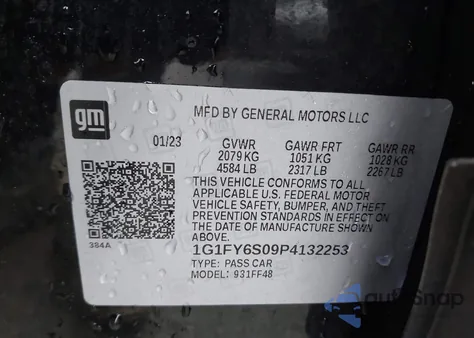 gm
MFD BY GENERAL MOTORS LLC
01/23 GVWR GAWR FRT GAWR RR
2079 KG 1051 KG 1028 KG
4584 LB 2317 LB 2267 LB
THIS VEHICLE CONFORMS TO ALL
APPLICABLE U.S. FEDERAL MOTOR
VEHICLE SAFETY, BUMPER, AND THEFT
PREVENTION STANDARDS IN EFFECT ON
THE DATE OF MANUFACTURE SHOWN
ABOVE.
384A
1G1FY6S09P4132253
TYPE: PASS CAR
MODEL: 931FF48
autoSnap